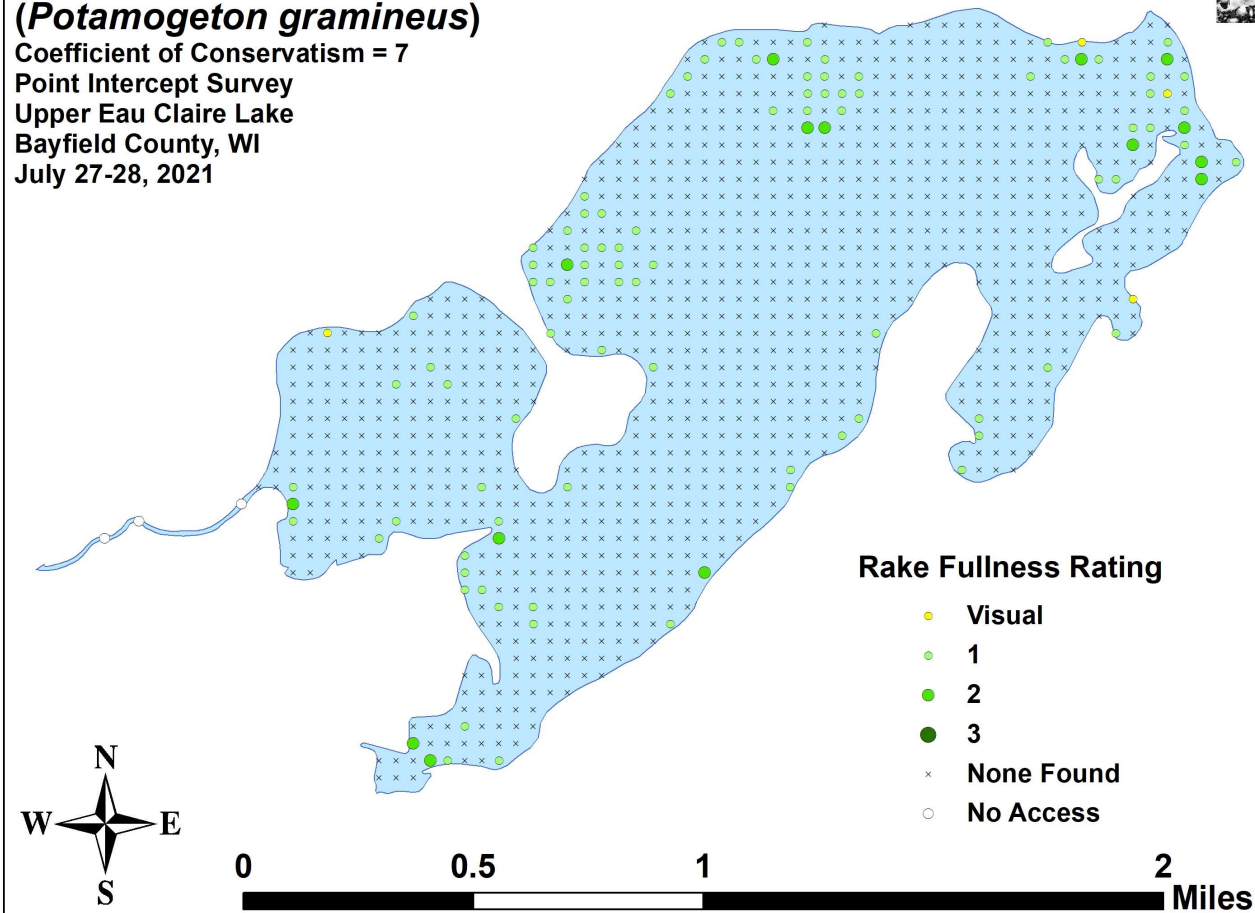 (Potamogeton gramineus)
Coefficient of Conservatism = 7
Point Intercept Survey
Upper Eau Claire Lake
Bayfield County, WI
July 27-28, 2021
Rake Fullness Rating
Visual
1
2
3
None Found
No Access
N
W E
S
0 0.5 1 2
Miles